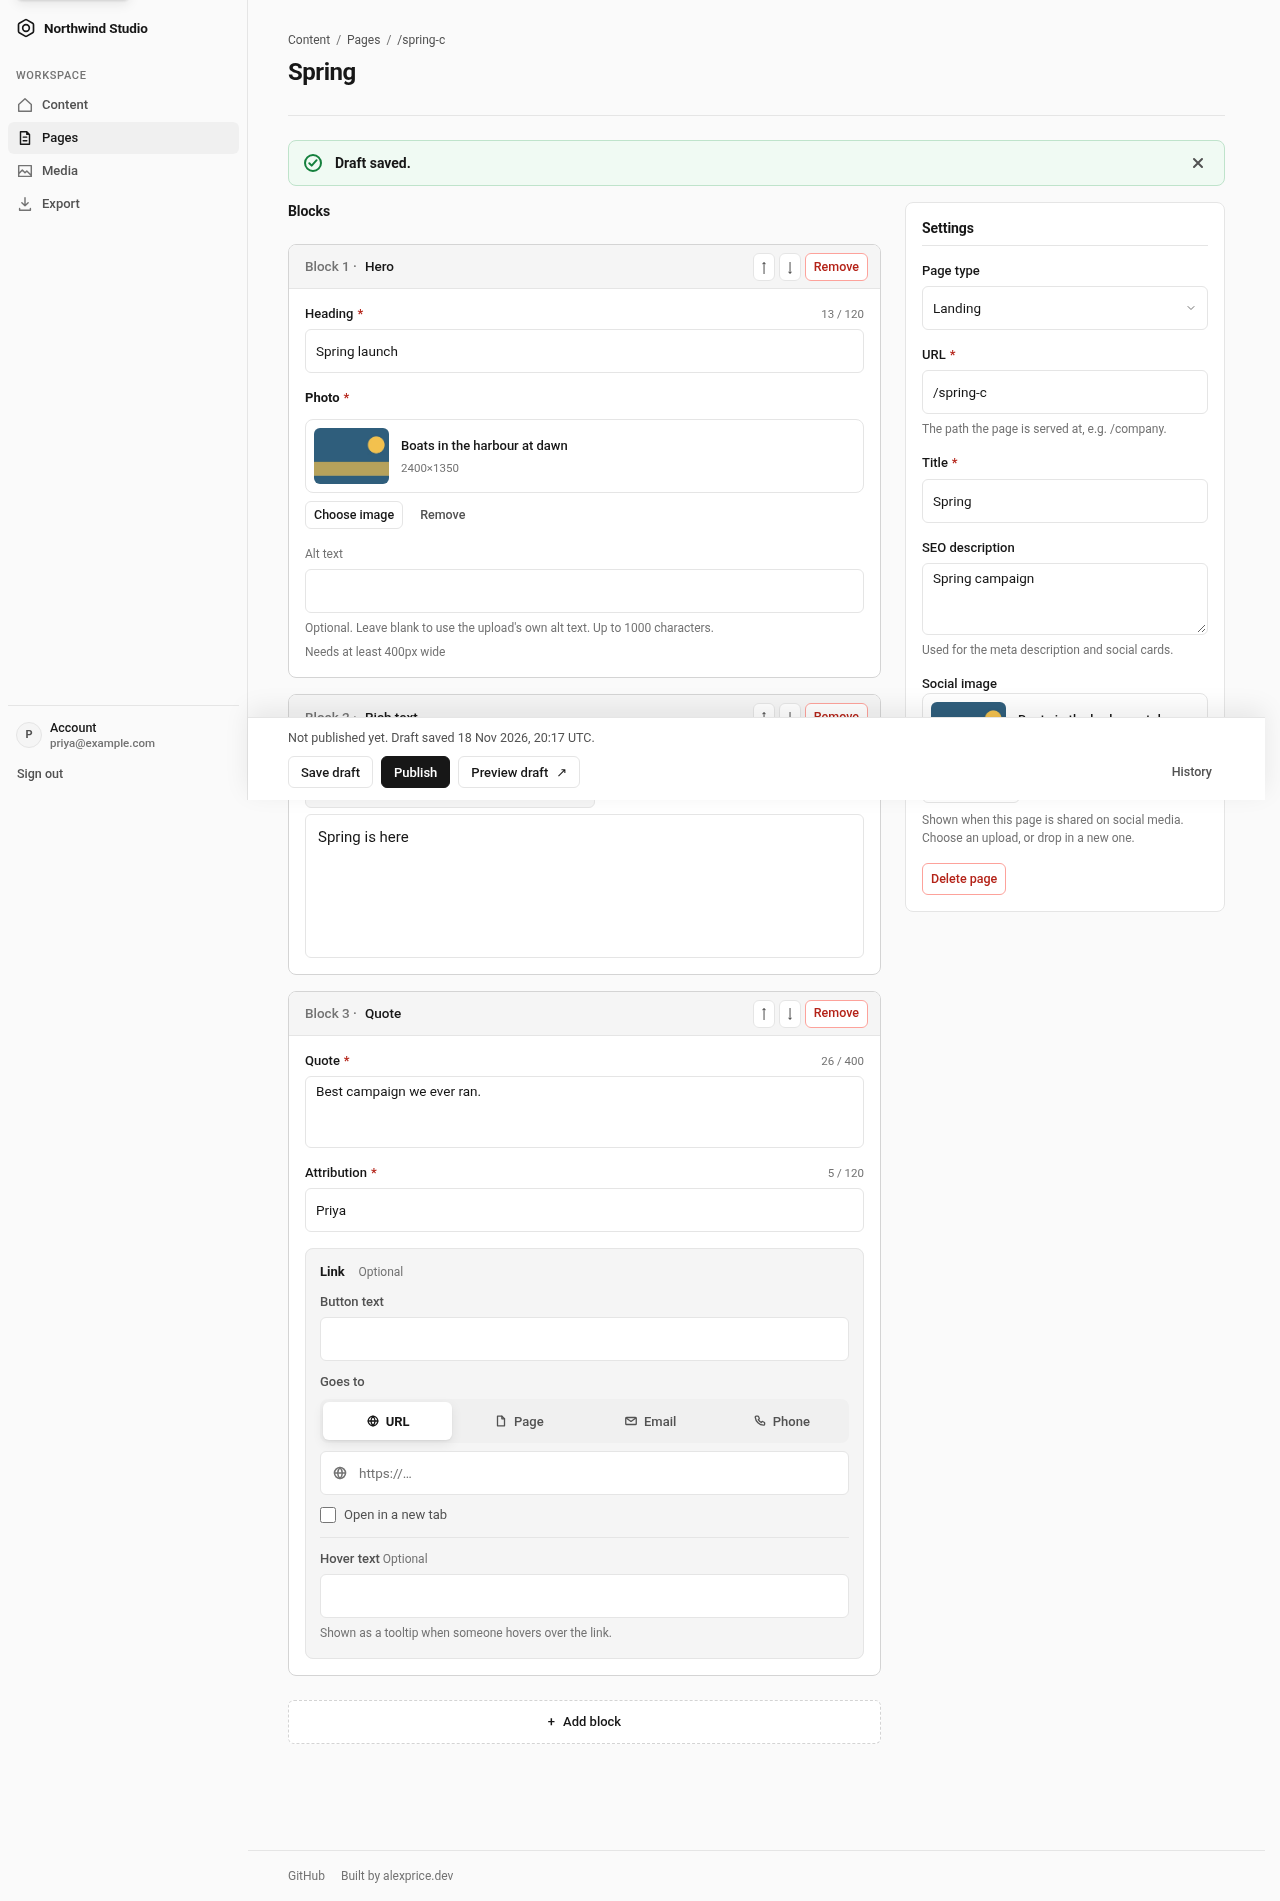 Northwind Studio
WORKSPACE
Content
Pages
Media
Export
Account
P
priya@example.com
Sign out
Content / Pages / /spring-c
Spring
Draft saved.
Blocks
Block 1 · Hero
↑ ↓ Remove
Heading * 13 / 120
Spring launch
Photo *
Boats in the harbour at dawn
2400×1350
Choose image Remove
Alt text
Optional. Leave blank to use the upload's own alt text. Up to 1000 characters.
Needs at least 400px wide
Block 2 · Rich text
Remove
Not published yet. Draft saved 18 Nov 2026, 20:17 UTC.
Save draft Publish Preview draft ↗ History
Spring is here
Block 3 · Quote
↑ ↓ Remove
Quote * 26 / 400
Best campaign we ever ran.
Attribution * 5 / 120
Priya
Link Optional
Button text
Goes to
URL Page Email Phone
https://…
Open in a new tab
Hover text Optional
Shown as a tooltip when someone hovers over the link.
+ Add block
Settings
Page type
Landing
URL *
/spring-c
The path the page is served at, e.g. /company.
Title *
Spring
SEO description
Spring campaign
Used for the meta description and social cards.
Social image
Shown when this page is shared on social media.
Choose an upload, or drop in a new one.
Delete page
GitHub Built by alexprice.dev